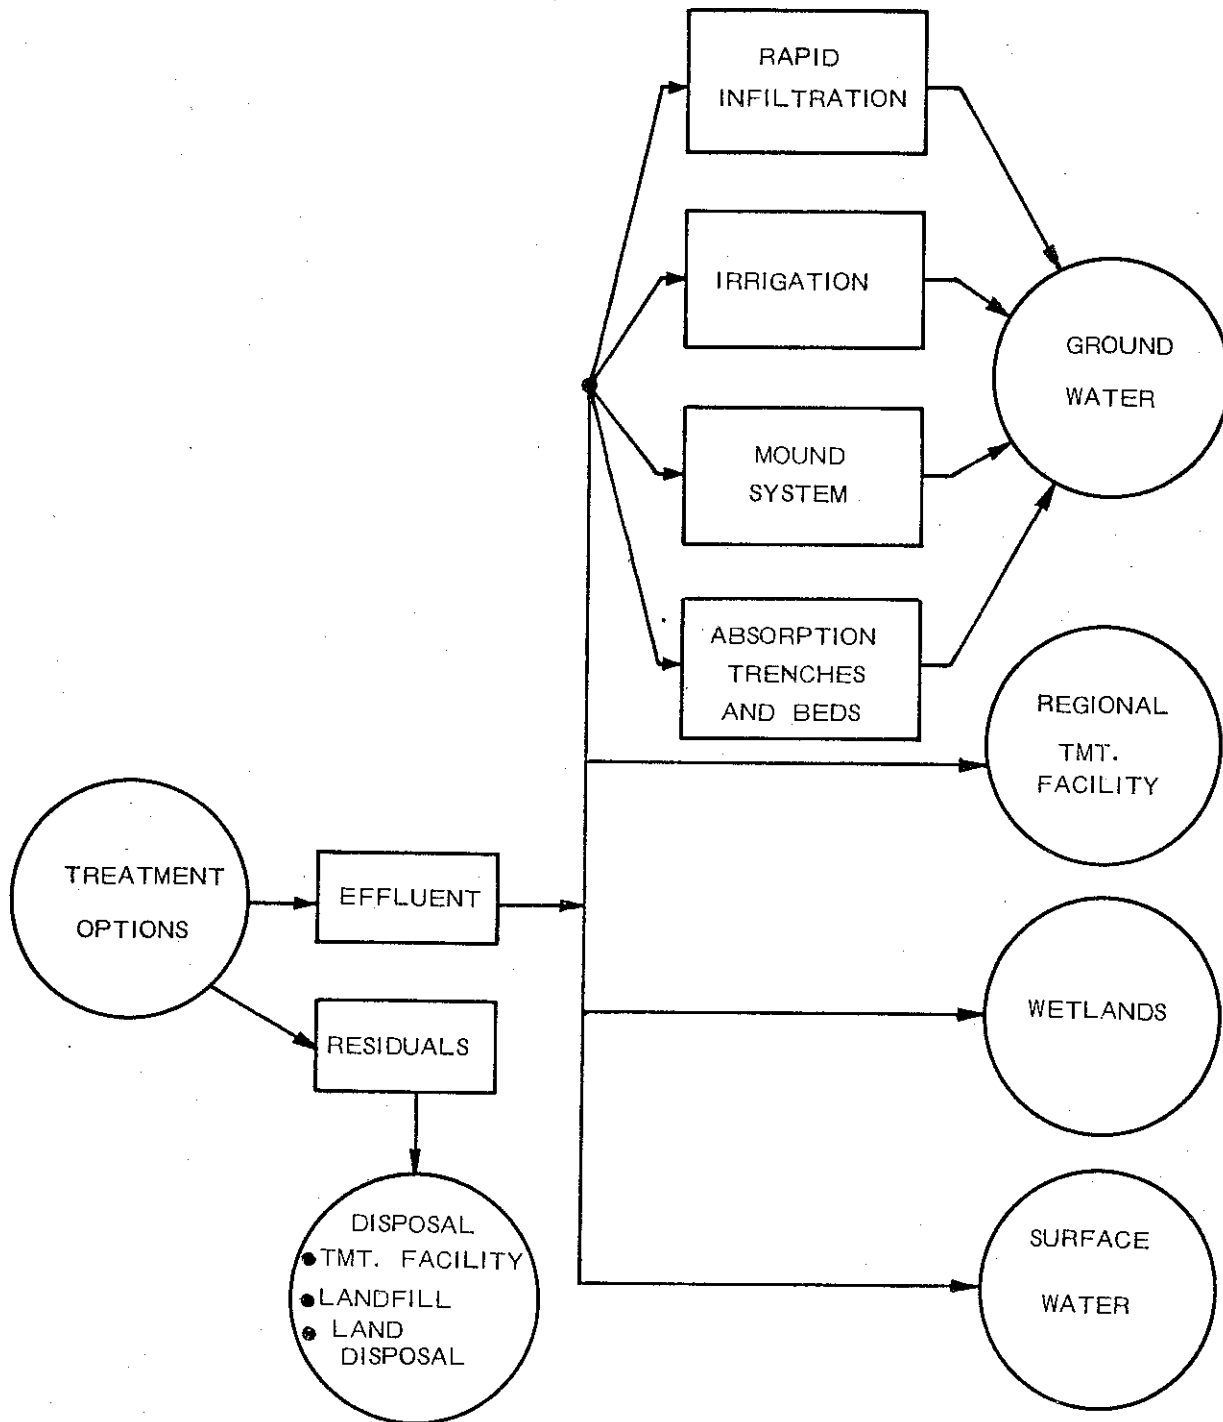 RAPID
INFILTRATION
IRRIGATION
GROUND
WATER
MOUND
SYSTEM
ABSORPTION
TRENCHES
AND BEDS
REGIONAL
TMT.
FACILITY
TREATMENT
OPTIONS
EFFLUENT
WETLANDS
RESIDUALS
DISPOSAL
● TMT. FACILITY
● LANDFILL
● LAND
DISPOSAL
SURFACE
WATER